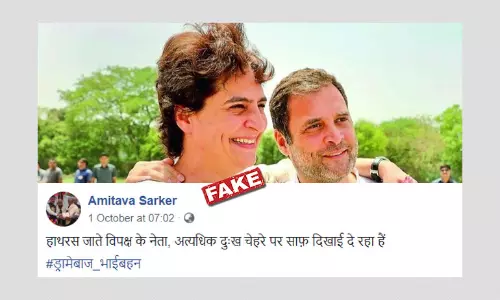 FAKE
Amitava Sarker
1 October at 07:02 ·
हाथरस जाते विपक्ष के नेता, अत्यधिक दुःख चेहरे पर साफ़ दिखाई दे रहा हैं
#ड्रामेबाज_भाईबहन